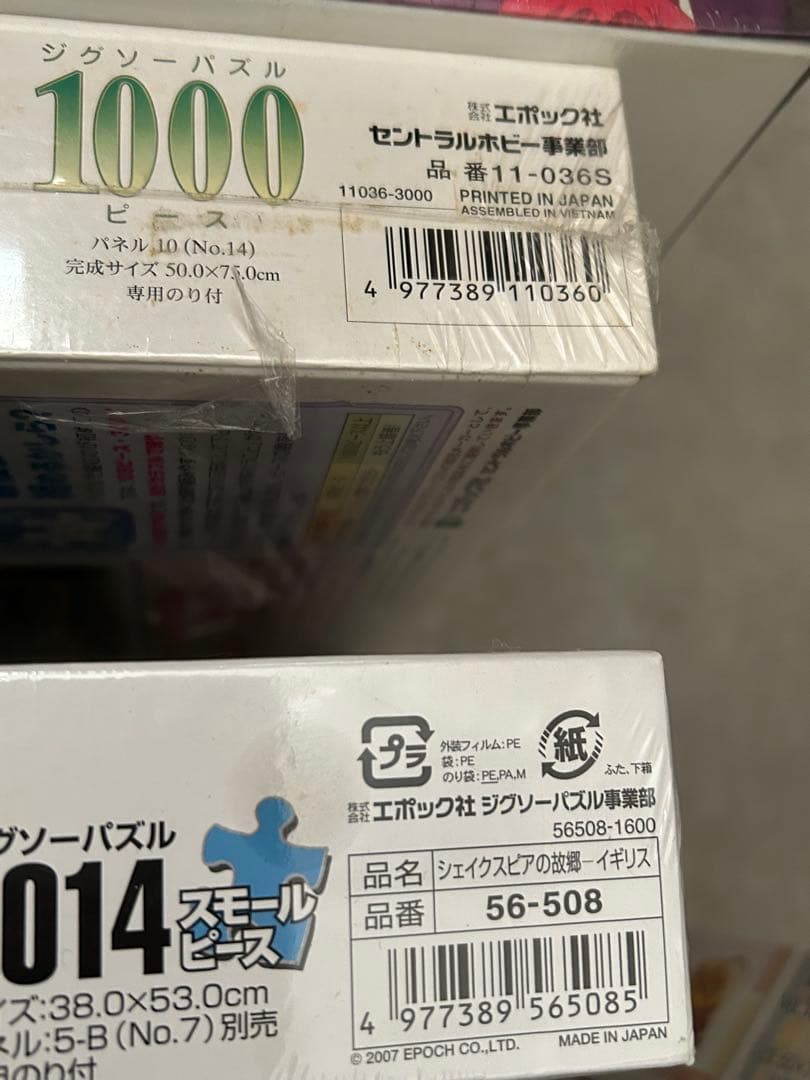 ジグソーパズル
1000
ピース
パネル 10 (No.14)
完成サイズ 50.0×75.0cm
専用のり付
株式会社エポック社
セントラルホビー事業部
品 番11-036S
11036-3000 PRINTED IN JAPAN
ASSEMBLED IN VIETNAM
4 977389 110360
プラ
外装フィルム:PE
袋:PE
のり袋:PE,PA,M
紙
ふた、下箱
株式会社エポック社 ジグソーパズル事業部
56508-1600
品名 シェイクスピアの故郷−イギリス
品番 56-508
4 977389 565085
© 2007 EPOCH CO.,LTD. MADE IN JAPAN
グソーパズル
014
スモールピース
イズ:38.0×53.0cm
ネル:5-B(No.7)別売
用のり付